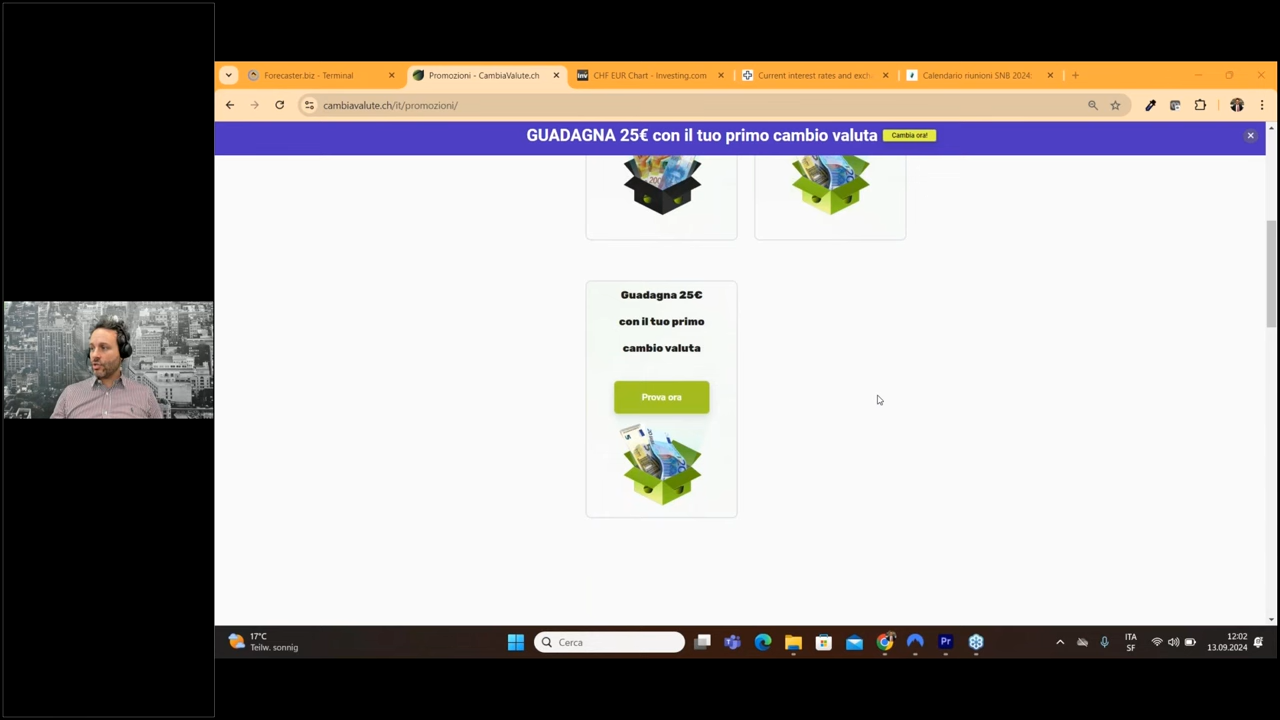 Forecaster.biz - Terminal
Promozioni - CambiaValute.ch
CHF EUR Chart - Investing.com
Current interest rates and exch
Calendario riunioni SNB 2024:
cambiavalute.ch/it/promozioni/
GUADAGNA 25€ con il tuo primo cambio valuta
Cambia ora!
Guadagna 25€
con il tuo primo
cambio valuta
Prova ora
17°C
Teilw. sonnig
Cerca
ITA
SF
12:02
13.09.2024